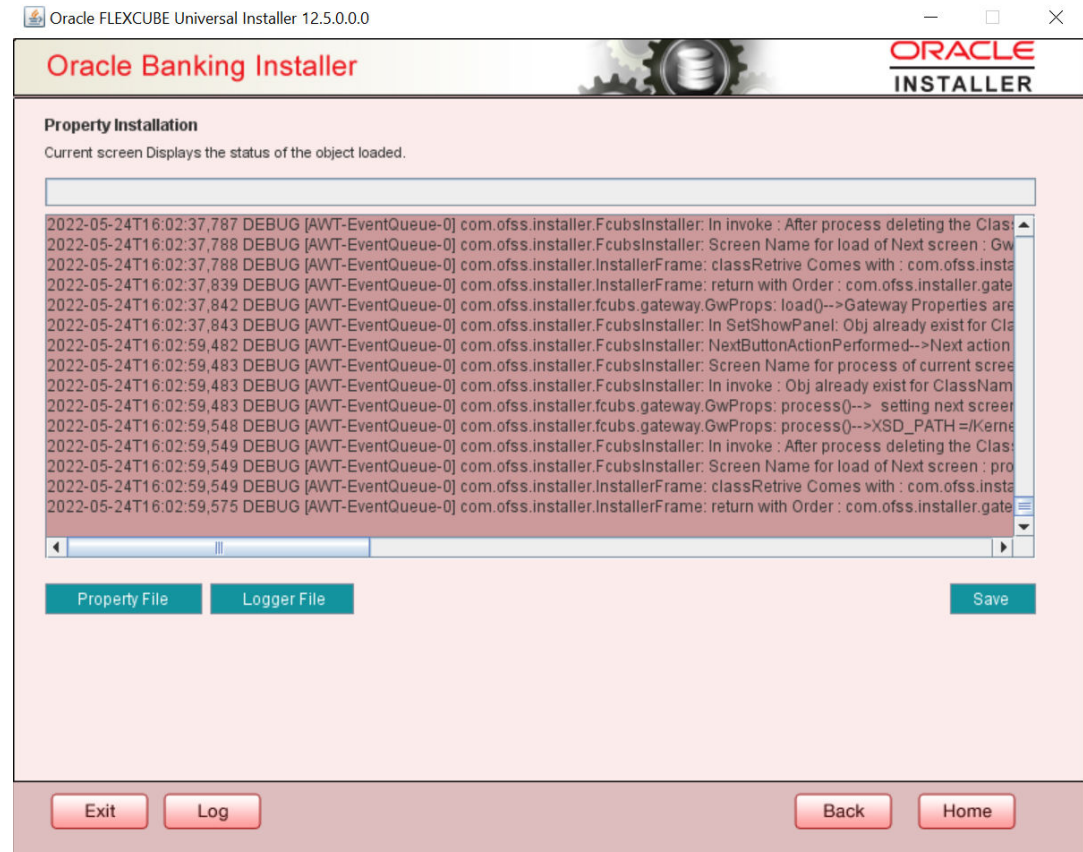 Oracle FLEXCUBE Universal Installer 12.5.0.0.0
Oracle Banking Installer
ORACLE
INSTALLER
Property Installation
Current screen Displays the status of the object loaded.
2022-05-24T16:02:37,787 DEBUG [AWT-EventQueue-0] com.ofss.installer.FcubsInstaller: In invoke : After process deleting the Clas
2022-05-24T16:02:37,788 DEBUG [AWT-EventQueue-0] com.ofss.installer.FcubsInstaller: Screen Name for load of Next screen : Gw
2022-05-24T16:02:37,788 DEBUG [AWT-EventQueue-0] com.ofss.installer.InstallerFrame: classRetrive Comes with : com.ofss.insta
2022-05-24T16:02:37,839 DEBUG [AWT-EventQueue-0] com.ofss.installer.InstallerFrame: return with Order : com.ofss.installer.gate
2022-05-24T16:02:37,842 DEBUG [AWT-EventQueue-0] com.ofss.installer.fcubs.gateway.GwProps: load()-->Gateway Properties are
2022-05-24T16:02:37,843 DEBUG [AWT-EventQueue-0] com.ofss.installer.FcubsInstaller: In SetShowPanel: Obj already exist for Cla
2022-05-24T16:02:59,482 DEBUG [AWT-EventQueue-0] com.ofss.installer.FcubsInstaller: NextButtonActionPerformed-->Next action
2022-05-24T16:02:59,483 DEBUG [AWT-EventQueue-0] com.ofss.installer.FcubsInstaller: Screen Name for process of current scree
2022-05-24T16:02:59,483 DEBUG [AWT-EventQueue-0] com.ofss.installer.FcubsInstaller: In invoke : Obj already exist for ClassNam
2022-05-24T16:02:59,483 DEBUG [AWT-EventQueue-0] com.ofss.installer.fcubs.gateway.GwProps: process()--> setting next screen
2022-05-24T16:02:59,548 DEBUG [AWT-EventQueue-0] com.ofss.installer.fcubs.gateway.GwProps: process()-->XSD_PATH =/Kerne
2022-05-24T16:02:59,549 DEBUG [AWT-EventQueue-0] com.ofss.installer.FcubsInstaller: In invoke : After process deleting the Clas
2022-05-24T16:02:59,549 DEBUG [AWT-EventQueue-0] com.ofss.installer.FcubsInstaller: Screen Name for load of Next screen : pro
2022-05-24T16:02:59,549 DEBUG [AWT-EventQueue-0] com.ofss.installer.InstallerFrame: classRetrive Comes with : com.ofss.insta
2022-05-24T16:02:59,575 DEBUG [AWT-EventQueue-0] com.ofss.installer.InstallerFrame: return with Order : com.ofss.installer.gate
Property File Logger File Save
Exit Log Back Home